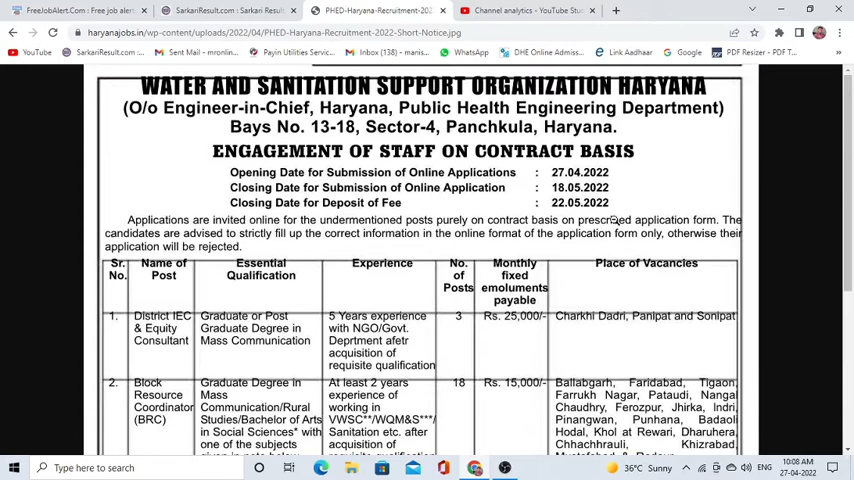 FreeJobAlert.Com : Free job alert
SarkariResult.com : SarkariResult
PHED-Haryana-Recruitment-2022
Channel analytics - YouTube Stu
haryanajobs.in/wp-content/uploads/2022/04/PHED-Haryana-Recruitment-2022-Short-Notice.jpg
YouTube
SarkariResult.com :...
Sent Mail - mronlin...
Payin Utilities Servic...
Inbox (138) - manis...
WhatsApp
DHE Online Admiss...
Link Aadhaar
Google
PDF Resizer
PDF To...
WATER AND SANITATION SUPPORT ORGANIZATION HARYANA
(O/o Engineer-in-Chief, Haryana, Public Health Engineering Department)
Bays No. 13-18, Sector-4, Panchkula, Haryana.
ENGAGEMENT OF STAFF ON CONTRACT BASIS
Opening Date for Submission of Online Applications : 27.04.2022
Closing Date for Submission of Online Application : 18.05.2022
Closing Date for Deposit of Fee : 22.05.2022
Applications are invited online for the undermentioned posts purely on contract basis on prescribed application form. The
candidates are advised to strictly fill up the correct information in the online format of the application form only, otherwise their
application will be rejected.
Sr. No.
Name of Post
Essential Qualification
Experience
No. of Posts
Monthly fixed emoluments payable
Place of Vacancies
1.
District IEC
& Equity
Consultant
Graduate or Post
Graduate Degree in
Mass Communication
5 Years experience
with NGO/Govt.
Deprtment afetr
acquisition of
requisite qualification
3
Rs. 25,000/-
Charkhi Dadri, Panipat and Sonipat
2.
Block
Resource
Coordinator
(BRC)
Graduate Degree in
Mass
Communication/Rural
Studies/Bachelor of Arts
in Social Sciences* with
one of the subjects
At least 2 years
experience of
working in
VWSC**/WQM&S***/
Sanitation etc. after
acquisition of
18
Rs. 15,000/-
Ballabgarh, Faridabad, Tigaon,
Farrukh Nagar, Pataudi, Nangal
Chaudhry, Ferozpur, Jhirka, Indri,
Pinangwan, Punhana, Badaoli
Hodal, Khol at Rewari, Dharuhera,
Chhachhrauli, Khizrabad,
Type here to search
36°C Sunny
ENG
10:08 AM
27-04-2022